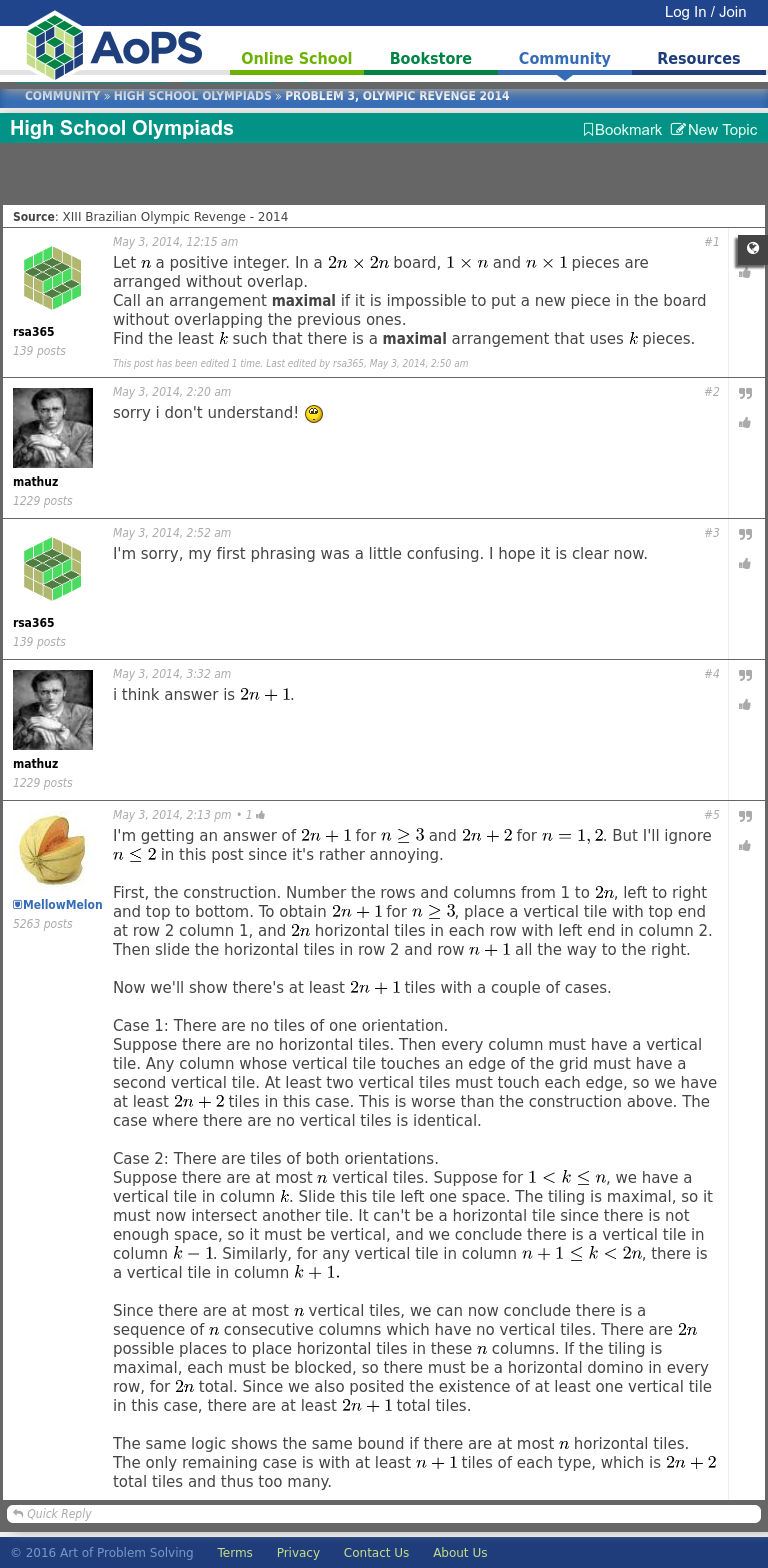 Log In / Join
AoPS
Online School
Bookstore
Community
Resources
COMMUNITY » HIGH SCHOOL OLYMPIADS » PROBLEM 3, OLYMPIC REVENGE 2014
High School Olympiads
Bookmark New Topic
Source: XIII Brazilian Olympic Revenge - 2014
May 3, 2014, 12:15 am #1
Let n a positive integer. In a 2n × 2n board, 1 × n and n × 1 pieces are
arranged without overlap.
Call an arrangement maximal if it is impossible to put a new piece in the board
without overlapping the previous ones.
Find the least k such that there is a maximal arrangement that uses k pieces.
rsa365
139 posts
This post has been edited 1 time. Last edited by rsa365, May 3, 2014, 2:50 am
May 3, 2014, 2:20 am #2
sorry i don't understand!
mathuz
1229 posts
May 3, 2014, 2:52 am #3
I'm sorry, my first phrasing was a little confusing. I hope it is clear now.
rsa365
139 posts
May 3, 2014, 3:32 am #4
i think answer is 2n + 1.
mathuz
1229 posts
May 3, 2014, 2:13 pm • 1 #5
I'm getting an answer of 2n + 1 for n ≥ 3 and 2n + 2 for n = 1, 2. But I'll ignore
n ≤ 2 in this post since it's rather annoying.
MellowMelon
5263 posts
First, the construction. Number the rows and columns from 1 to 2n, left to right
and top to bottom. To obtain 2n + 1 for n ≥ 3, place a vertical tile with top end
at row 2 column 1, and 2n horizontal tiles in each row with left end in column 2.
Then slide the horizontal tiles in row 2 and row n + 1 all the way to the right.
Now we'll show there's at least 2n + 1 tiles with a couple of cases.
Case 1: There are no tiles of one orientation.
Suppose there are no horizontal tiles. Then every column must have a vertical
tile. Any column whose vertical tile touches an edge of the grid must have a
second vertical tile. At least two vertical tiles must touch each edge, so we have
at least 2n + 2 tiles in this case. This is worse than the construction above. The
case where there are no vertical tiles is identical.
Case 2: There are tiles of both orientations.
Suppose there are at most n vertical tiles. Suppose for 1 < k ≤ n, we have a
vertical tile in column k. Slide this tile left one space. The tiling is maximal, so it
must now intersect another tile. It can't be a horizontal tile since there is not
enough space, so it must be vertical, and we conclude there is a vertical tile in
column k − 1. Similarly, for any vertical tile in column n + 1 ≤ k < 2n, there is
a vertical tile in column k + 1.
Since there are at most n vertical tiles, we can now conclude there is a
sequence of n consecutive columns which have no vertical tiles. There are 2n
possible places to place horizontal tiles in these n columns. If the tiling is
maximal, each must be blocked, so there must be a horizontal domino in every
row, for 2n total. Since we also posited the existence of at least one vertical tile
in this case, there are at least 2n + 1 total tiles.
The same logic shows the same bound if there are at most n horizontal tiles.
The only remaining case is with at least n + 1 tiles of each type, which is 2n + 2
total tiles and thus too many.
Quick Reply
© 2016 Art of Problem Solving Terms Privacy Contact Us About Us